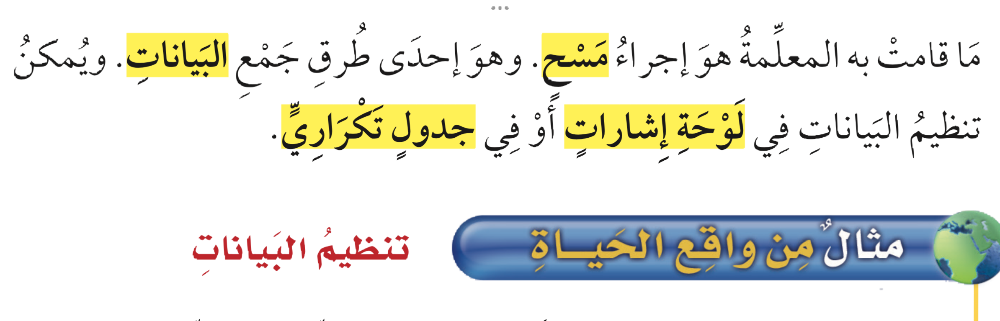 مَا قامتْ به المعلِّمةُ هوَ إجراءُ مَسْحٍ. وهوَ إحدَى طُرقِ جَمْعِ البَياناتِ. ويُمكنُ
تنظيمُ البَياناتِ فِي لَوْحَةِ إِشاراتٍ أَوْ فِي جدولٍ تَكْرَارِيٍّ.
مثالٌ مِن واقِع الحَيــاةِ تنظيمُ البَياناتِ